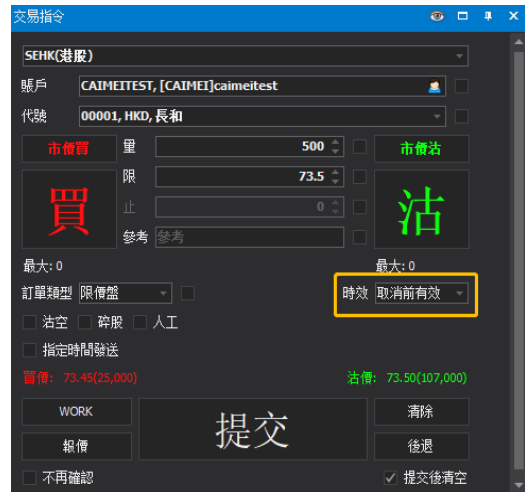 交易指令
SEHK(港股)
賬戶 CAIMEITEST, [CAIMEI]caimeitest
代號 00001, HKD, 長和
市價買 量 500 市價沽
買 限 73.5 沽
止 0
參考 參考
最大: 0 最大: 0
訂單類型 限價盤 時效 取消前有效
沽空 碎股 人工
指定時間發送
買價: 73.45(25,000) 沽價: 73.50(107,000)
WORK 提交 清除
報價 後退
不再確認 提交後清空